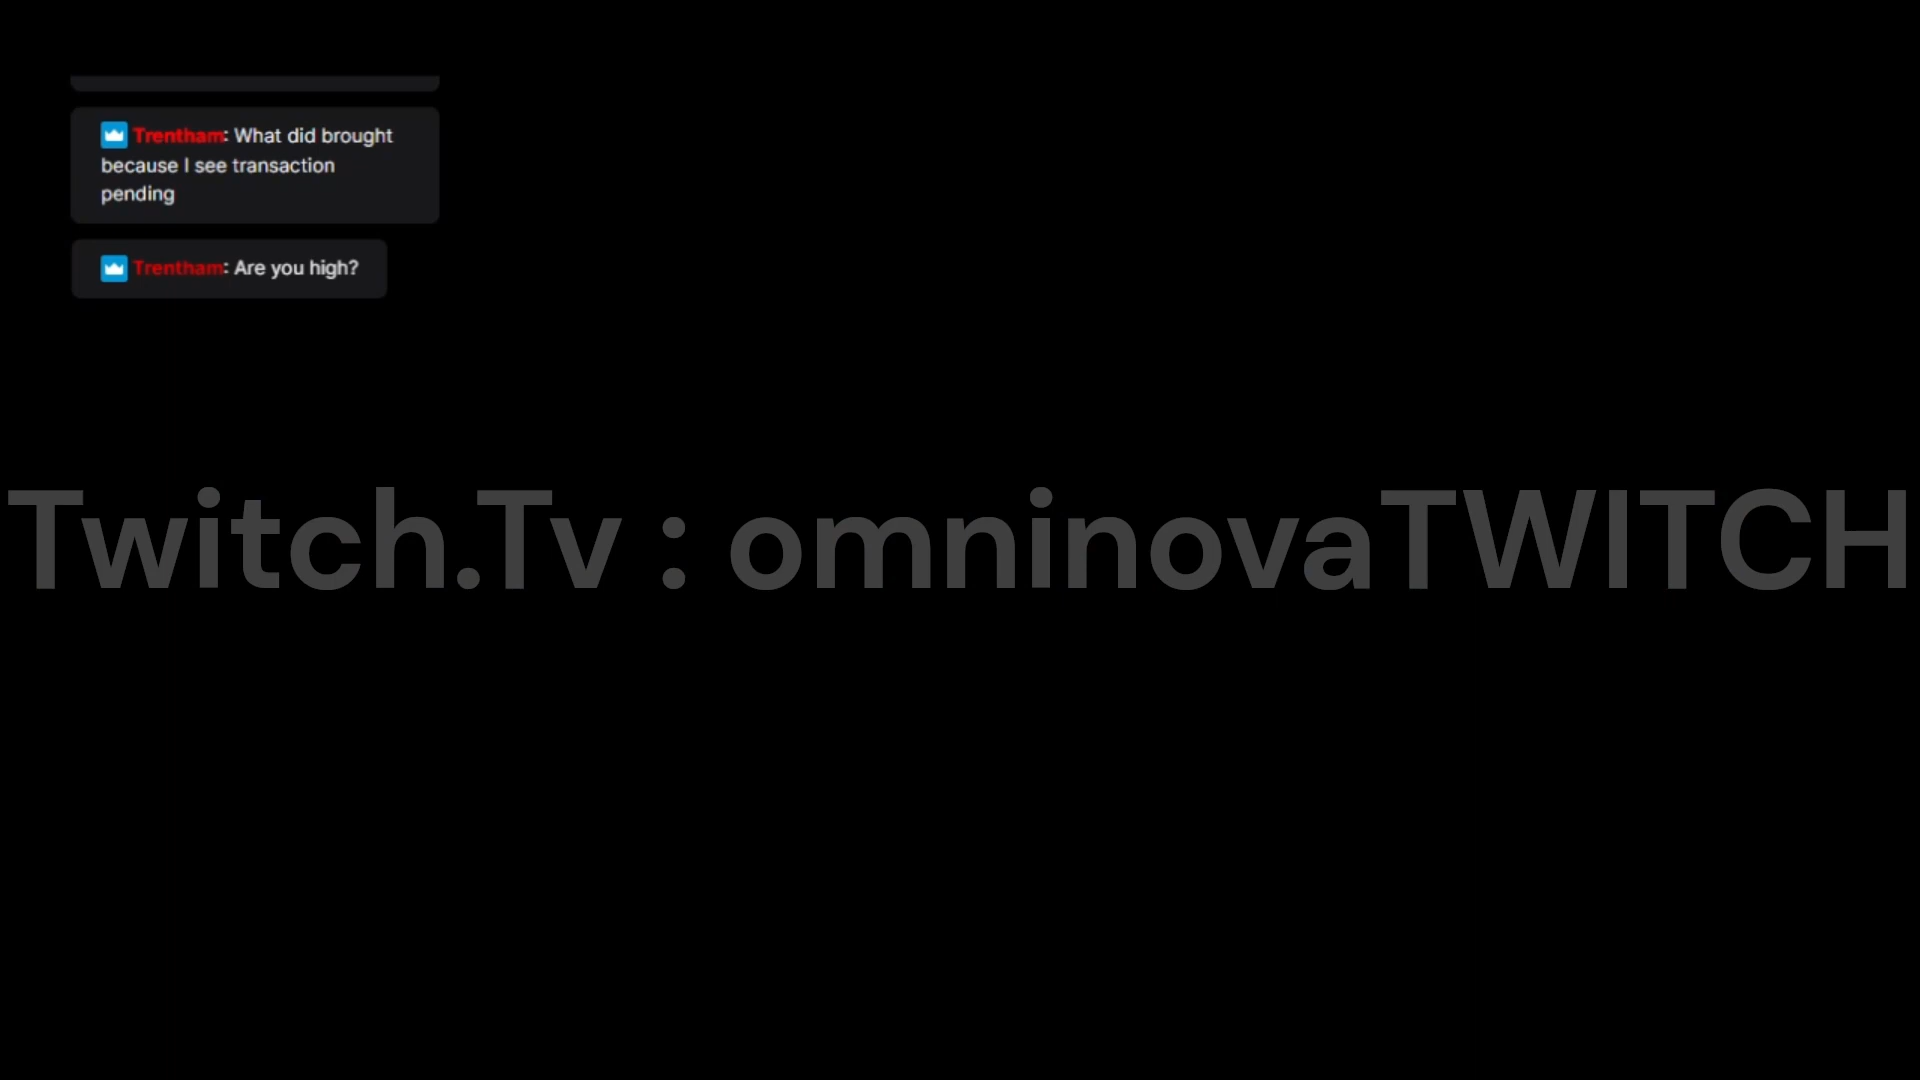 Trentham: What did brought
because I see transaction
pending
Trentham: Are you high?
Twitch.Tv : omninovaTWITCH